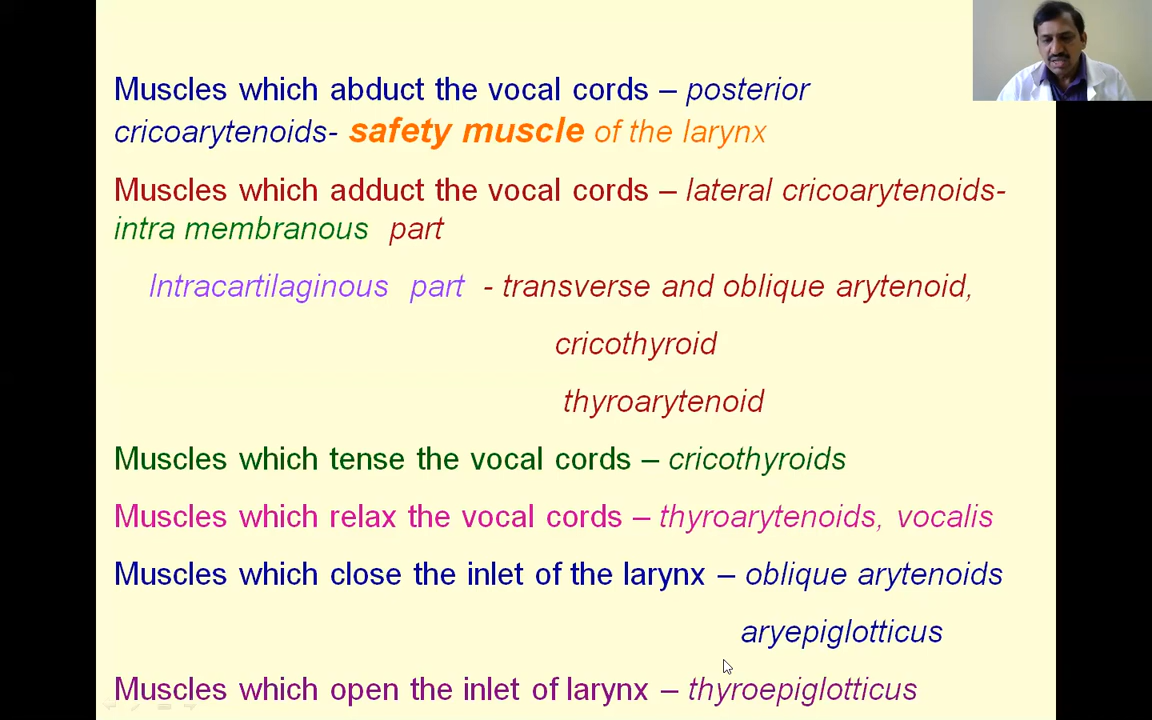 Muscles which abduct the vocal cords – posterior
cricoarytenoids- safety muscle of the larynx
Muscles which adduct the vocal cords – lateral cricoarytenoids-
intra membranous part
Intracartilaginous part - transverse and oblique arytenoid,
cricothyroid
thyroarytenoid
Muscles which tense the vocal cords – cricothyroids
Muscles which relax the vocal cords – thyroarytenoids, vocalis
Muscles which close the inlet of the larynx – oblique arytenoids
aryepiglotticus
Muscles which open the inlet of larynx – thyroepiglotticus